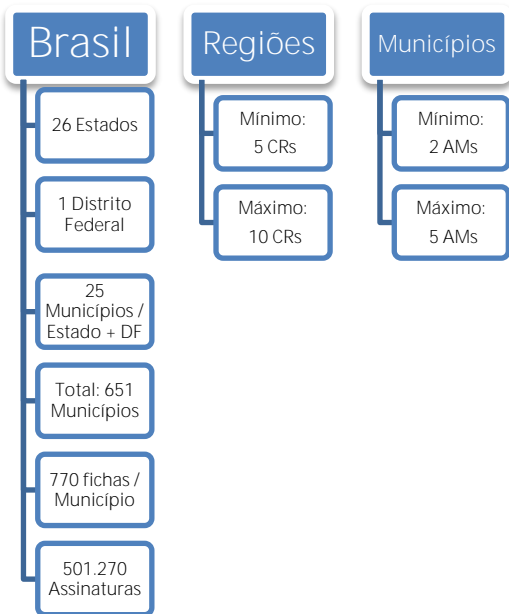 Brasil
26 Estados
1 Distrito
Federal
25
Municípios /
Estado + DF
Total: 651
Municípios
770 fichas /
Município
501.270
Assinaturas
Regiões
Mínimo:
5 CRs
Máximo:
10 CRs
Municípios
Mínimo:
2 AMs
Máximo:
5 AMs